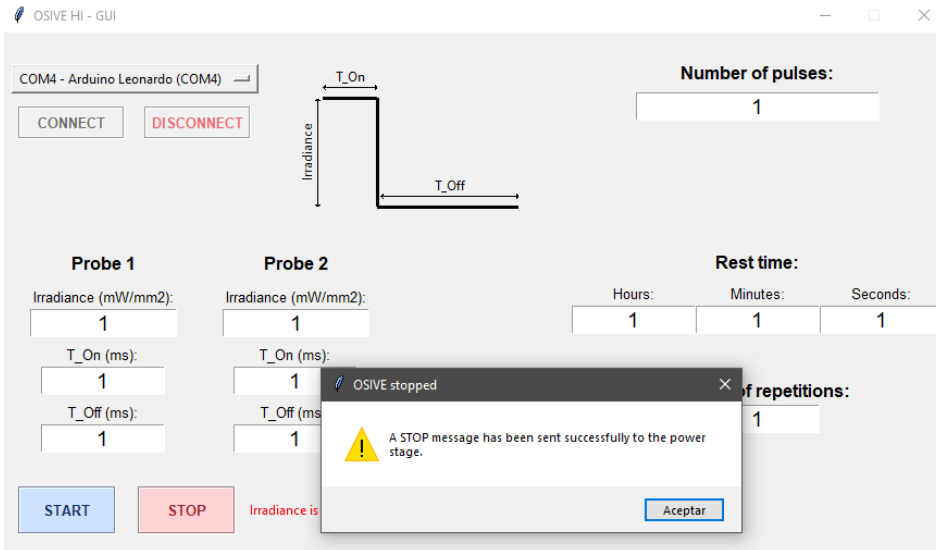 OSIVE HI - GUI
COM4 - Arduino Leonardo (COM4)
CONNECT
DISCONNECT
T_On
Irradiance
T_Off
Number of pulses:
1
Probe 1
Irradiance (mW/mm2):
1
T_On (ms):
1
T_Off (ms):
1
Probe 2
Irradiance (mW/mm2):
1
T_On (ms):
1
T_Off (ms
1
Rest time:
Hours:
Minutes:
Seconds:
1
1
1
of repetitions:
1
OSIVE stopped
A STOP message has been sent successfully to the power
stage.
Aceptar
START
STOP
Irradiance is